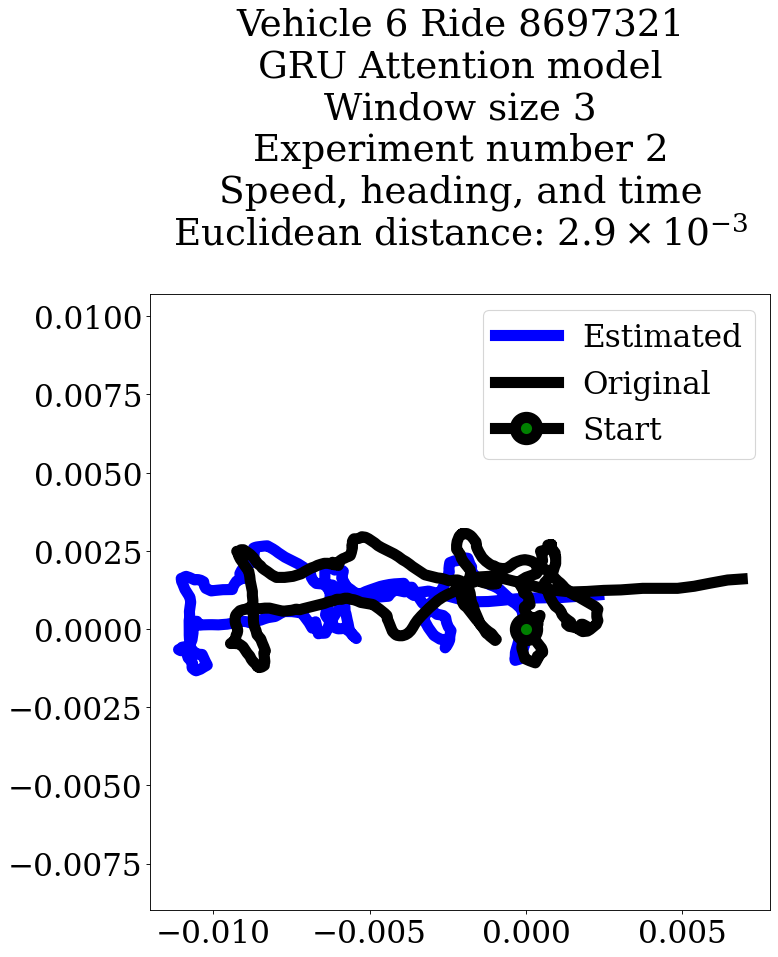 Vehicle 6 Ride 8697321
GRU Attention model
Window size 3
Experiment number 2
Speed, heading, and time
Euclidean distance: 2.9 × 10⁻³
Estimated
Original
Start
0.0100
0.0075
0.0050
0.0025
0.0000
−0.0025
−0.0050
−0.0075
−0.010 −0.005 0.000 0.005